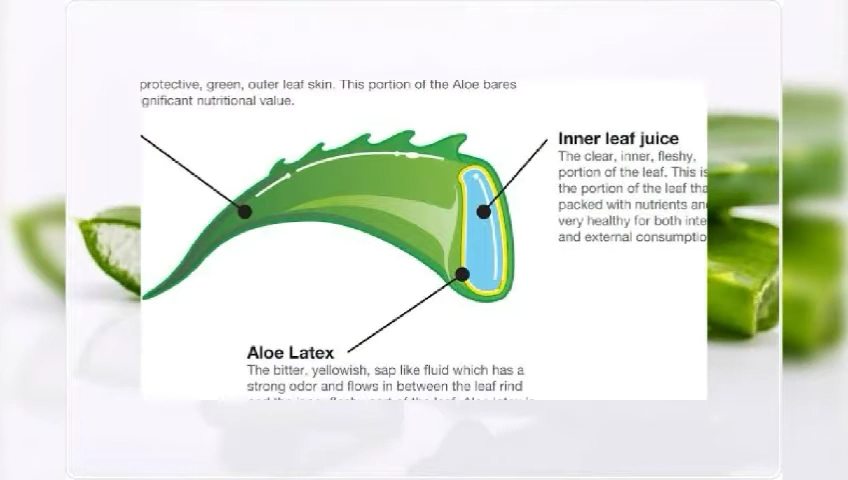 protective, green, outer leaf skin. This portion of the Aloe bares
gnificant nutritional value.
Inner leaf juice
The clear, inner, fleshy,
portion of the leaf. This is
the portion of the leaf tha
packed with nutrients and
very healthy for both inte
and external consumptio
Aloe Latex
The bitter, yellowish, sap like fluid which has a
strong odor and flows in between the leaf rind